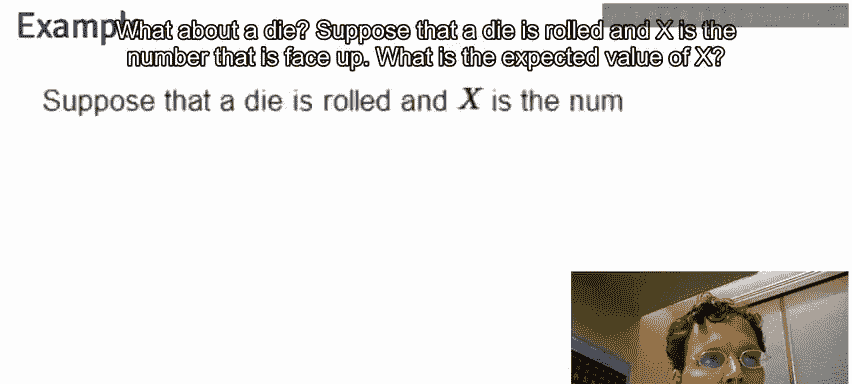 Example
What about a die? Suppose that a die is rolled and X is the
number that is face up. What is the expected value of X?
Suppose that a die is rolled and X is the num